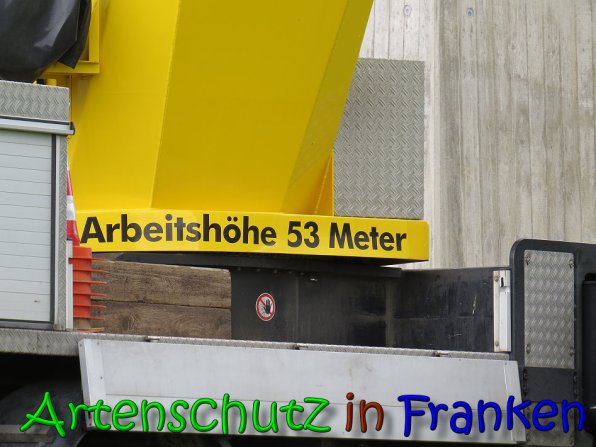 Arbeitshöhe 53 Meter
Artenschutz in Franken